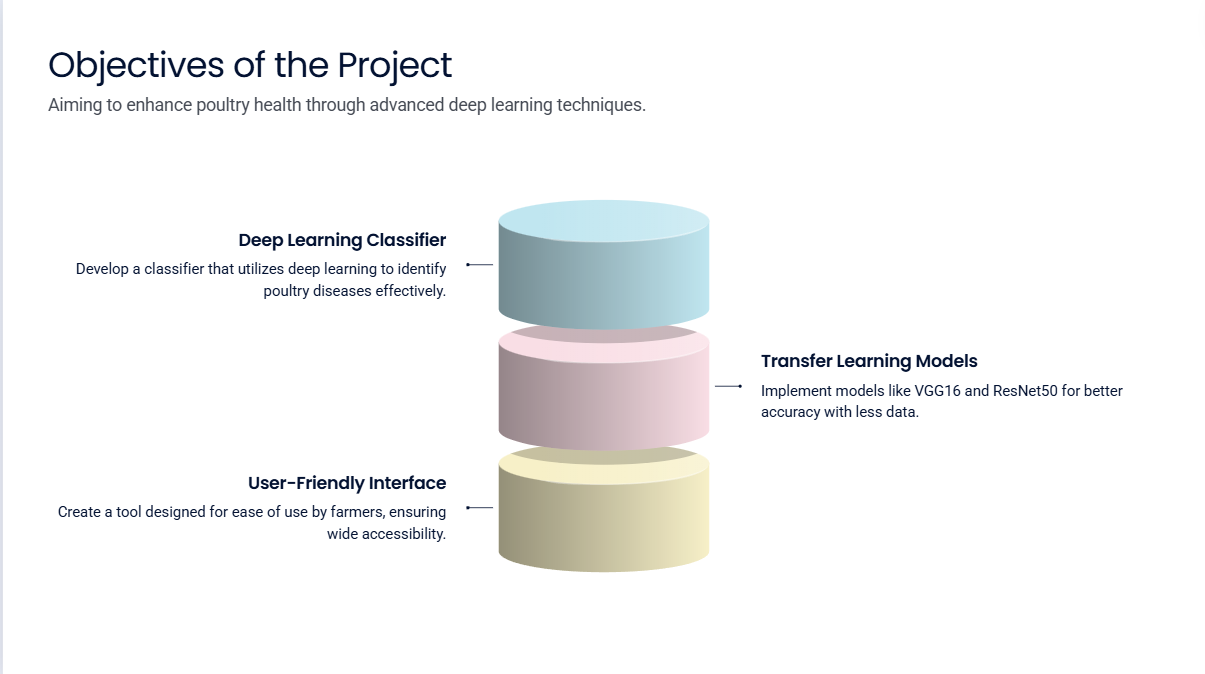 Objectives of the Project
Aiming to enhance poultry health through advanced deep learning techniques.
Deep Learning Classifier
Develop a classifier that utilizes deep learning to identify
poultry diseases effectively.
Transfer Learning Models
Implement models like VGG16 and ResNet50 for better
accuracy with less data.
User-Friendly Interface
Create a tool designed for ease of use by farmers, ensuring
wide accessibility.